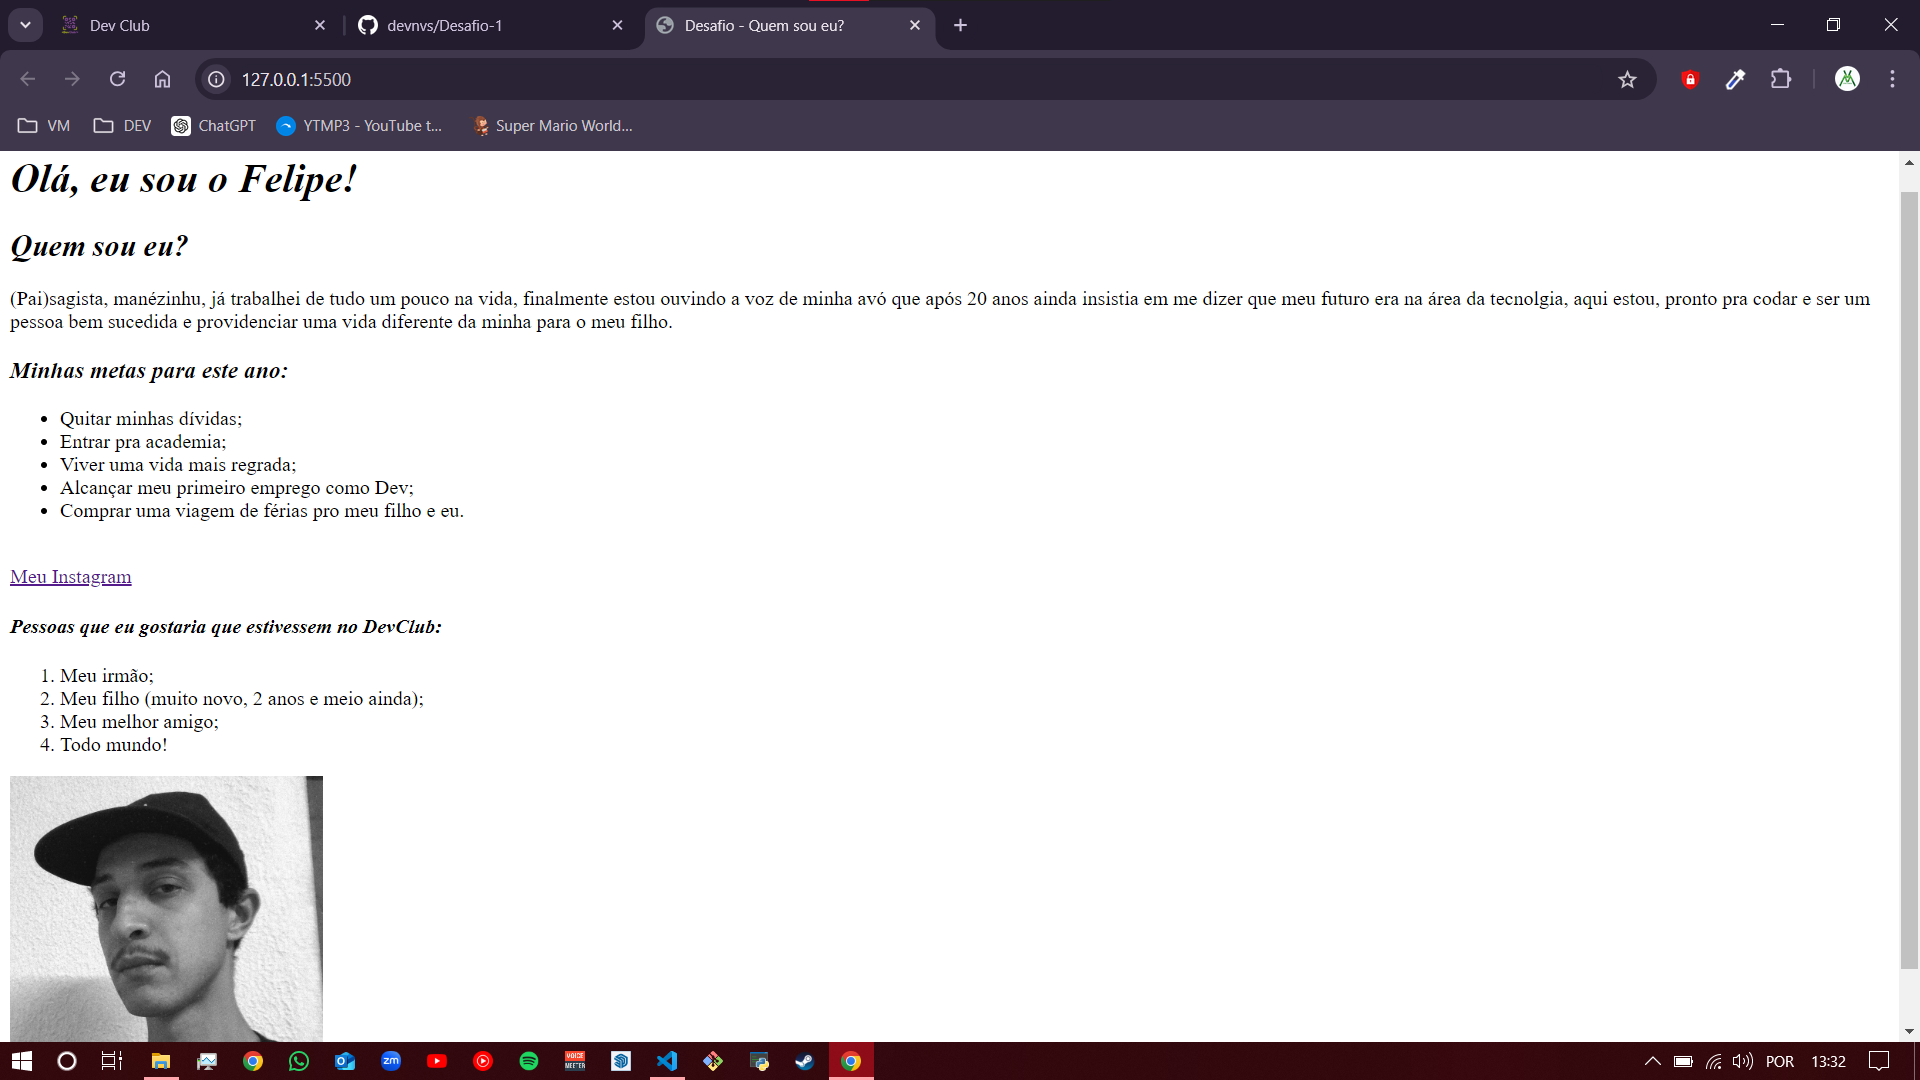 Dev Club
devnvs/Desafio-1
Desafio - Quem sou eu?
127.0.0.1:5500
VM
DEV
ChatGPT
YTMP3 - YouTube t...
Super Mario World...
Olá, eu sou o Felipe!
Quem sou eu?
(Pai)sagista, manézinhu, já trabalhei de tudo um pouco na vida, finalmente estou ouvindo a voz de minha avó que após 20 anos ainda insistia em me dizer que meu futuro era na área da tecnolgia, aqui estou, pronto pra codar e ser um
pessoa bem sucedida e providenciar uma vida diferente da minha para o meu filho.
Minhas metas para este ano:
• Quitar minhas dívidas;
• Entrar pra academia;
• Viver uma vida mais regrada;
• Alcançar meu primeiro emprego como Dev;
• Comprar uma viagem de férias pro meu filho e eu.
Meu Instagram
Pessoas que eu gostaria que estivessem no DevClub:
1. Meu irmão;
2. Meu filho (muito novo, 2 anos e meio ainda);
3. Meu melhor amigo;
4. Todo mundo!
zm
VOICE
MEETER
POR
13:32